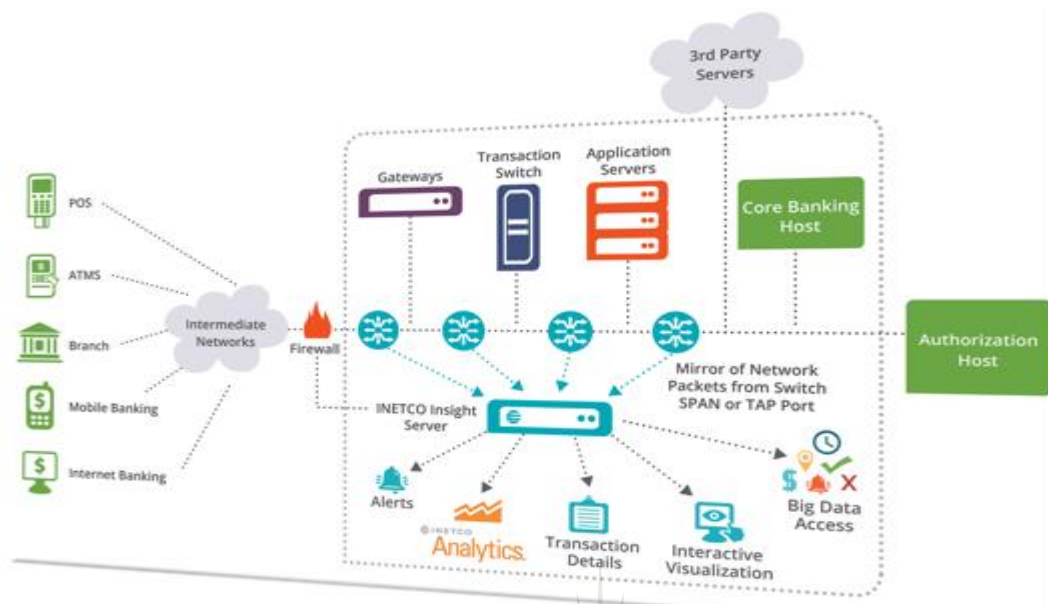 3rd Party
Servers
Gateways
Transaction
Switch
Application
Servers
Core Banking
Host
POS
ATMS
Branch
Mobile Banking
Internet Banking
Intermediate
Networks
Firewall
Authorization
Host
Mirror of Network
Packets from Switch
SPAN or TAP Port
INETCO Insight
Server
Alerts
INETCO
Analytics.
Transaction
Details
Interactive
Visualization
Big Data
Access